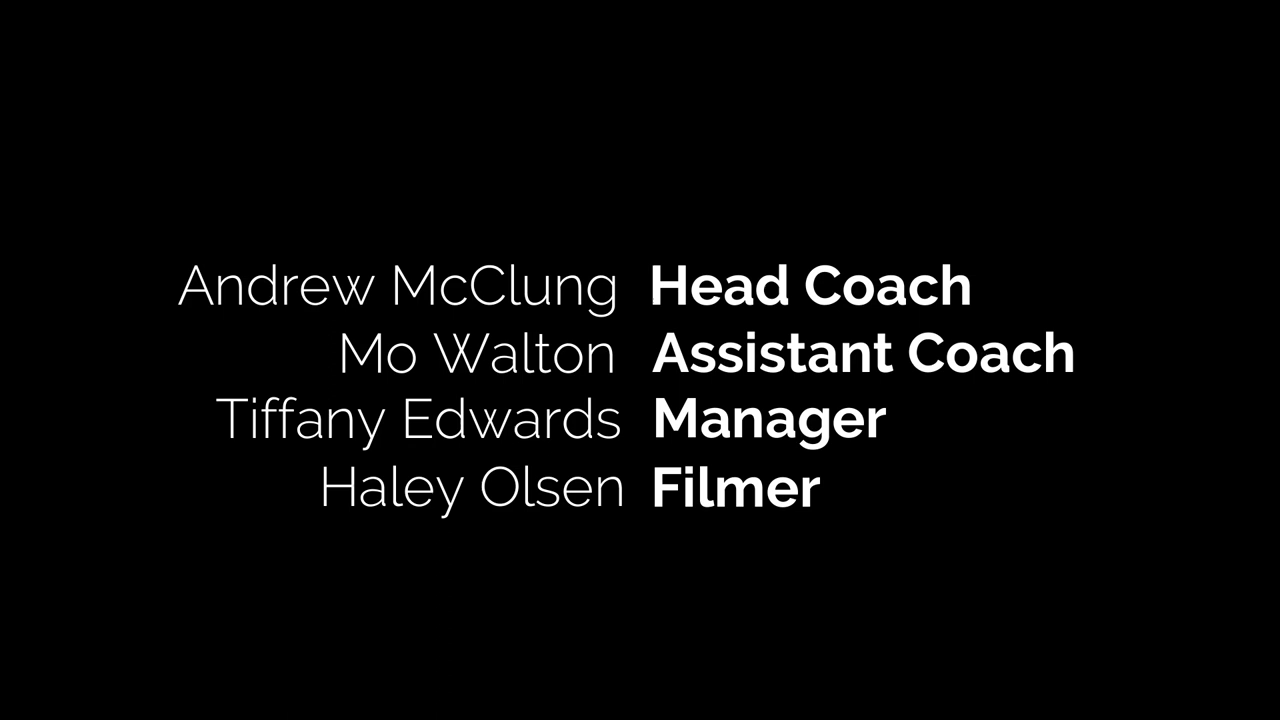 Andrew McClung Head Coach
Mo Walton Assistant Coach
Tiffany Edwards Manager
Haley Olsen Filmer